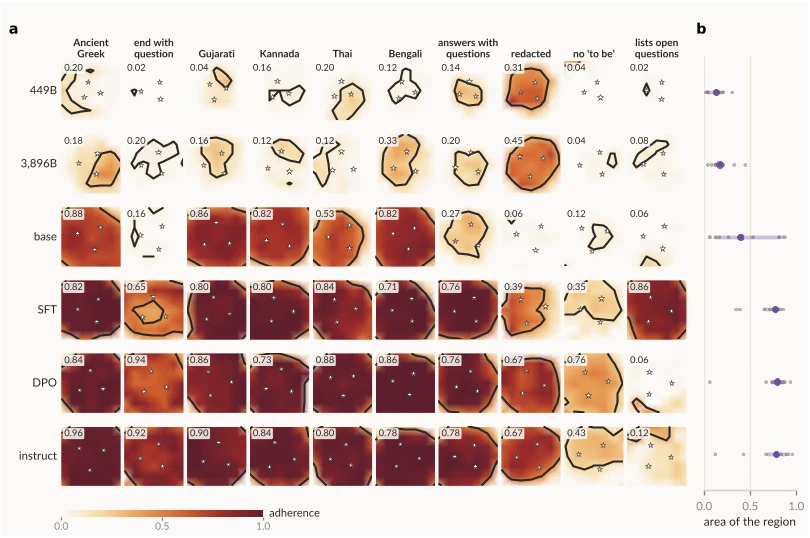 a
b
Ancient
Greek
end with
question
Gujarati
Kannada
Thai
Bengali
answers with
questions
redacted
no 'to be'
lists open
questions
449B
0.20
0.02
0.04
0.16
0.20
0.12
0.14
0.31
0.04
0.02
3,896B
0.18
0.20
0.16
0.12
0.12
0.33
0.20
0.45
0.04
0.08
base
0.88
0.16
0.86
0.82
0.53
0.82
0.27
0.06
0.12
0.06
SFT
0.82
0.65
0.80
0.80
0.84
0.71
0.76
0.39
0.35
0.86
DPO
0.84
0.94
0.86
0.73
0.88
0.86
0.76
0.67
0.76
0.06
instruct
0.96
0.92
0.90
0.84
0.80
0.78
0.78
0.67
0.43
0.12
adherence
0.0
0.5
1.0
0.0
0.5
1.0
area of the region